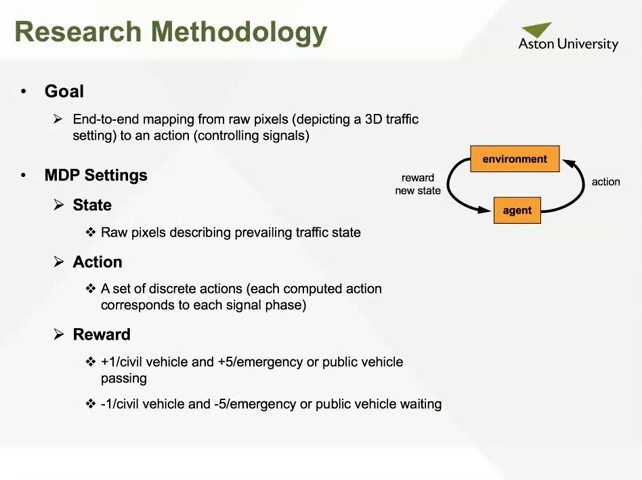 Research Methodology
Aston University
• Goal
➢ End-to-end mapping from raw pixels (depicting a 3D traffic
setting) to an action (controlling signals)
• MDP Settings
➢ State
❖ Raw pixels describing prevailing traffic state
➢ Action
❖ A set of discrete actions (each computed action
corresponds to each signal phase)
➢ Reward
❖ +1/civil vehicle and +5/emergency or public vehicle
passing
❖ -1/civil vehicle and -5/emergency or public vehicle waiting
environment
reward
new state
action
agent